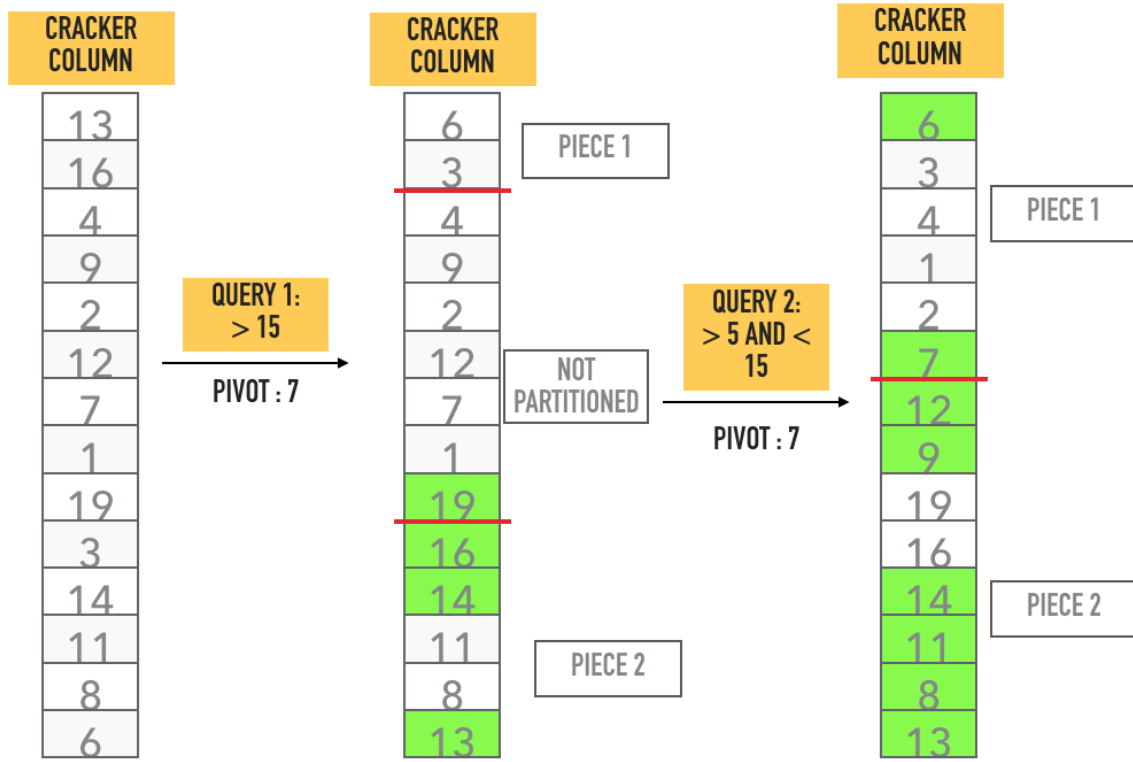 CRACKER
COLUMN
13
16
4
9
2
12
7
1
19
3
14
11
8
6
QUERY 1:
> 15
PIVOT : 7
CRACKER
COLUMN
6
3
4
9
2
12
7
1
19
16
14
11
8
13
PIECE 1
NOT
PARTITIONED
PIECE 2
QUERY 2:
> 5 AND <
15
PIVOT : 7
CRACKER
COLUMN
6
3
4
1
2
7
12
9
19
16
14
11
8
13
PIECE 1
PIECE 2